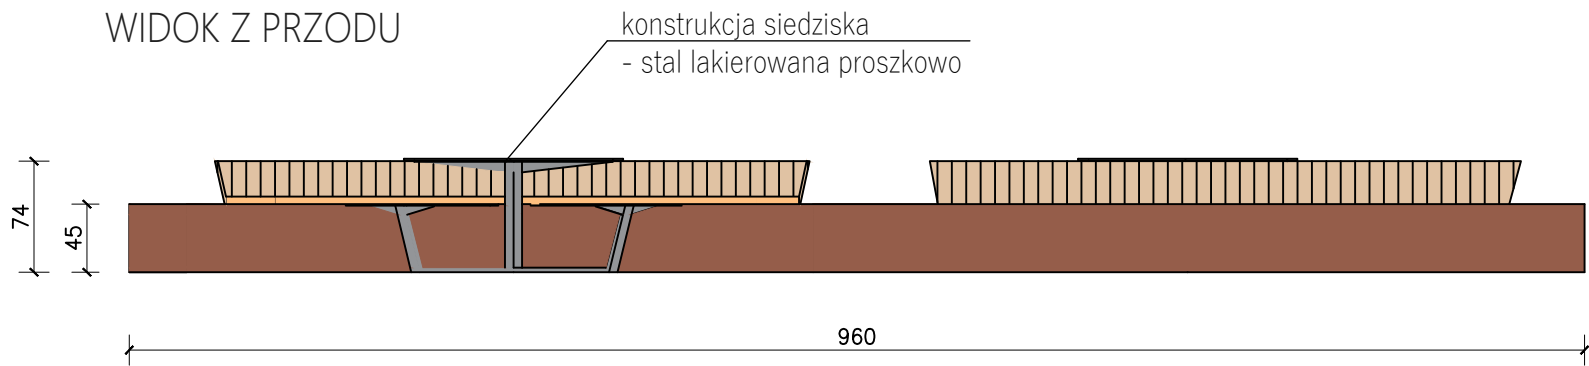 WIDOK Z PRZODU
konstrukcja siedziska
- stal lakierowana proszkowo
74
45
960